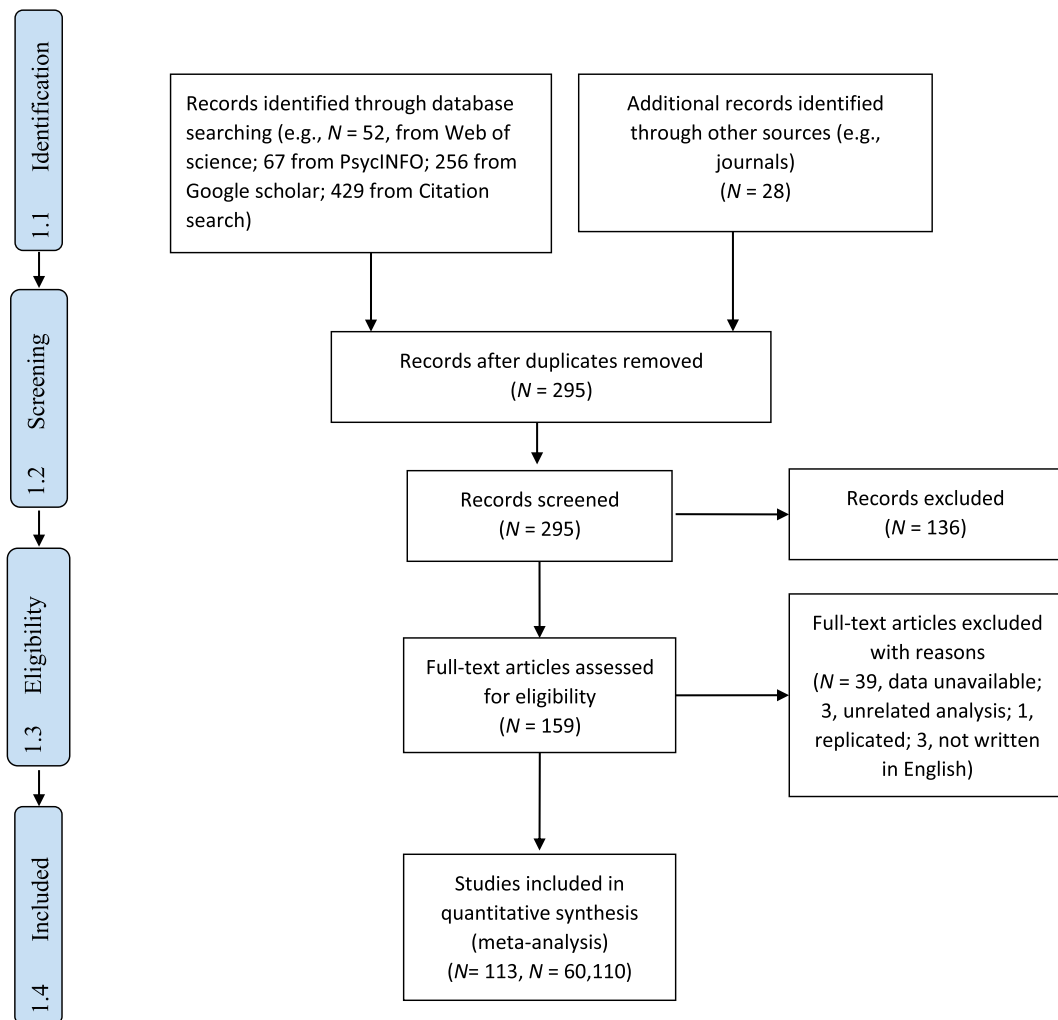 1.1 Identification
Records identified through database
searching (e.g., N = 52, from Web of
science; 67 from PsycINFO; 256 from
Google scholar; 429 from Citation
search)
Additional records identified
through other sources (e.g.,
journals)
(N = 28)
1.2 Screening
Records after duplicates removed
(N = 295)
Records screened
(N = 295)
Records excluded
(N = 136)
1.3 Eligibility
Full-text articles assessed
for eligibility
(N = 159)
Full-text articles excluded
with reasons
(N = 39, data unavailable;
3, unrelated analysis; 1,
replicated; 3, not written
in English)
1.4 Included
Studies included in
quantitative synthesis
(meta-analysis)
(N= 113, N = 60,110)